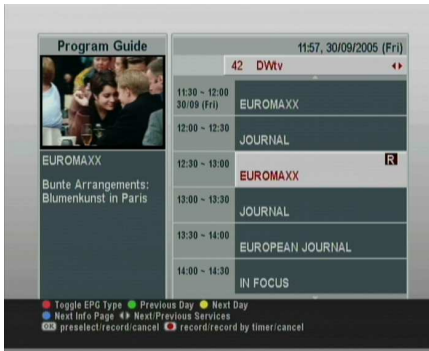 Program Guide
11:57, 30/09/2005 (Fri)
42 DWtv
11:30 ~ 12:00
30/09 (Fri)
EUROMAXX
12:00 ~ 12:30
JOURNAL
12:30 ~ 13:00
R
EUROMAXX
13:00 ~ 13:30
JOURNAL
13:30 ~ 14:00
EUROPEAN JOURNAL
14:00 ~ 14:30
IN FOCUS
EUROMAXX
Bunte Arrangements:
Blumenkunst in Paris
Toggle EPG Type Previous Day Next Day
Next Info Page Next/Previous Services
OK preselect/record/cancel record/record by timer/cancel